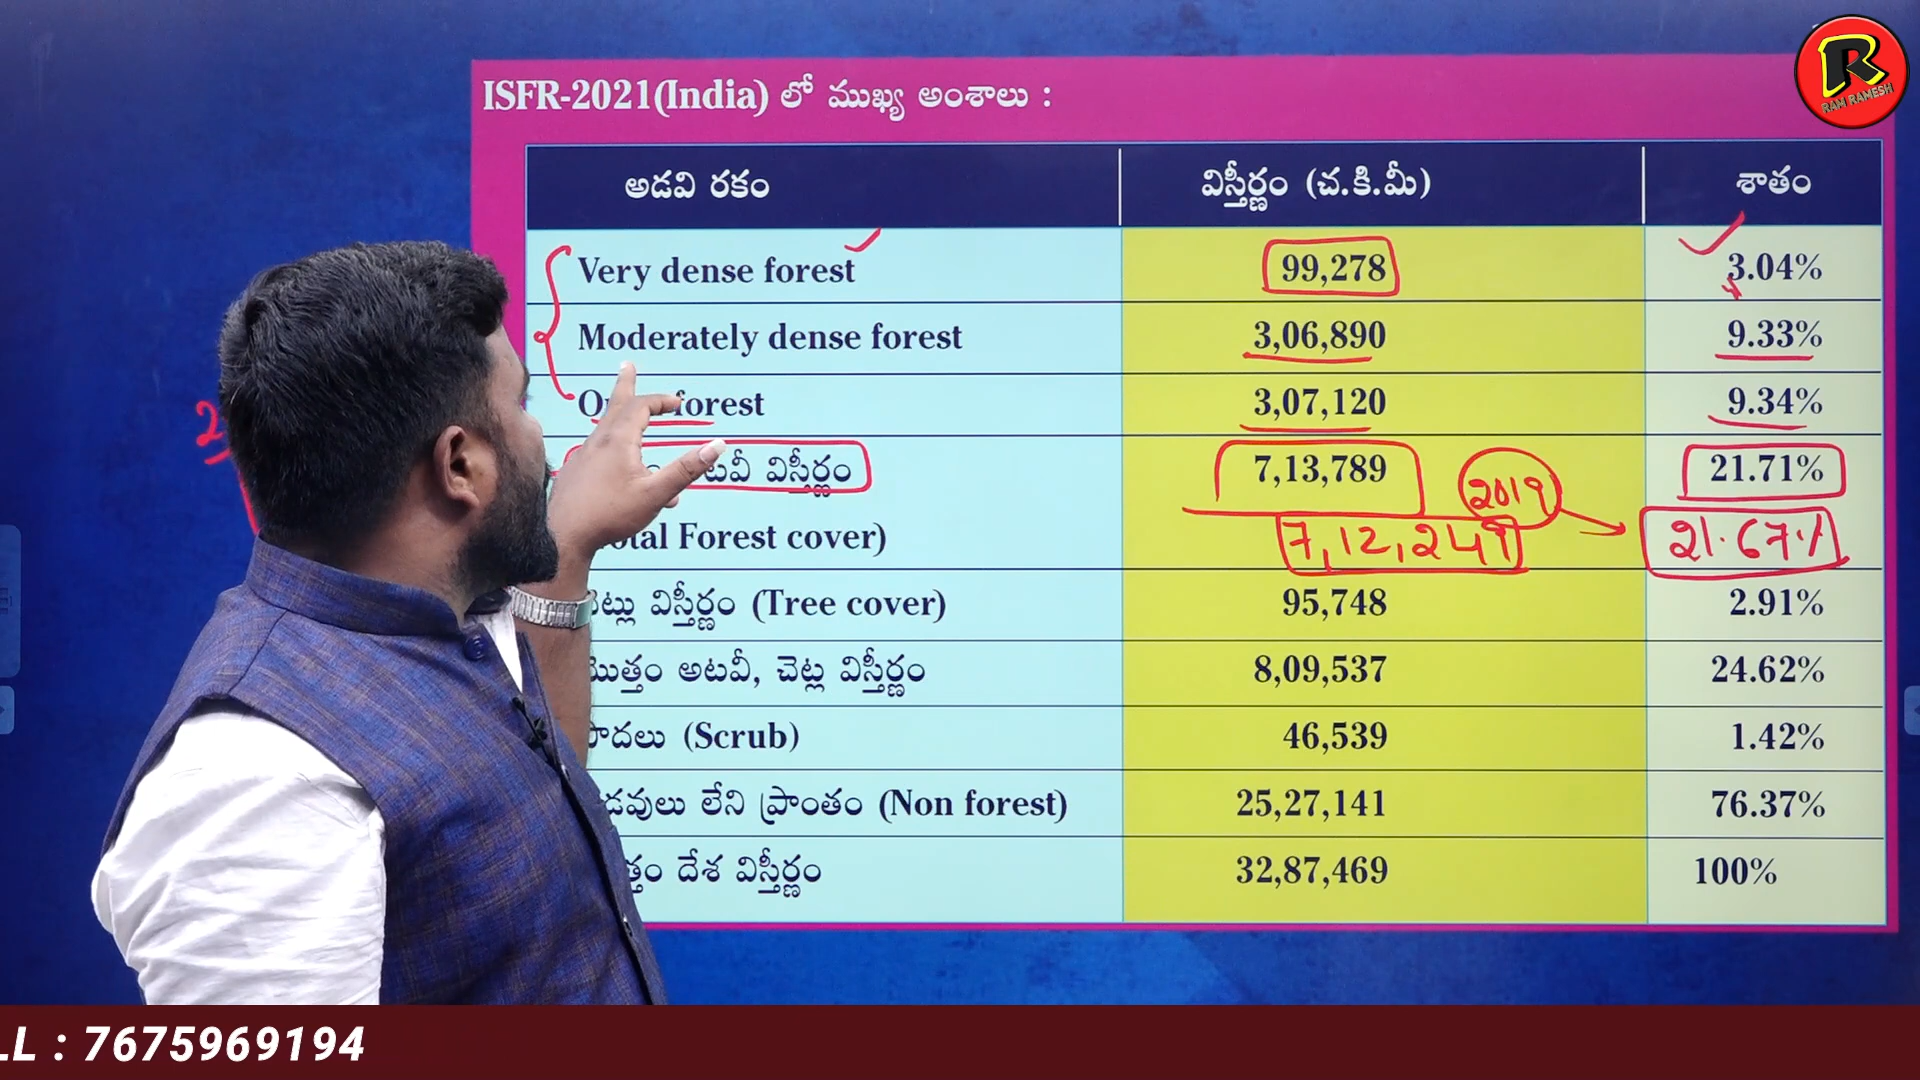 RAM RAMESH
ISFR-2021(India) లో ముఖ్య అంశాలు :
అడవి రకం విస్తీర్ణం (చ.కి.మీ) శాతం
Very dense forest 99,278 3.04%
Moderately dense forest 3,06,890 9.33%
forest 3,07,120 9.34%
విస్తీర్ణం 7,13,789 21.71%
2019
Forest cover) 7,12,249 21.67%
విస్తీర్ణం (Tree cover) 95,748 2.91%
అటవీ, చెట్ల విస్తీర్ణం 8,09,537 24.62%
(Scrub) 46,539 1.42%
లేని ప్రాంతం (Non forest) 25,27,141 76.37%
దేశ విస్తీర్ణం 32,87,469 100%
: 7675969194